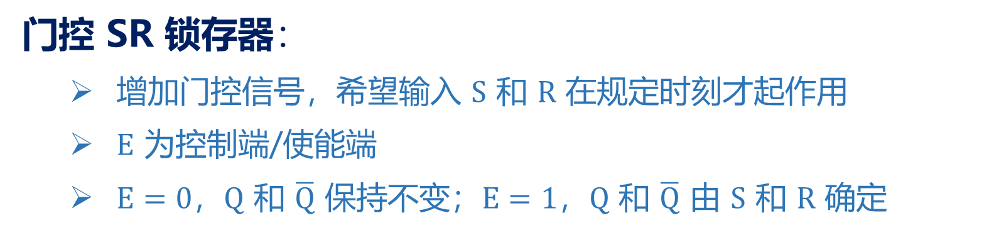 门控 SR 锁存器：
➢ 增加门控信号，希望输入 S 和 R 在规定时刻才起作用
➢ E 为控制端/使能端
➢ E = 0，Q 和 Q̅ 保持不变；E = 1，Q 和 Q̅ 由 S 和 R 确定